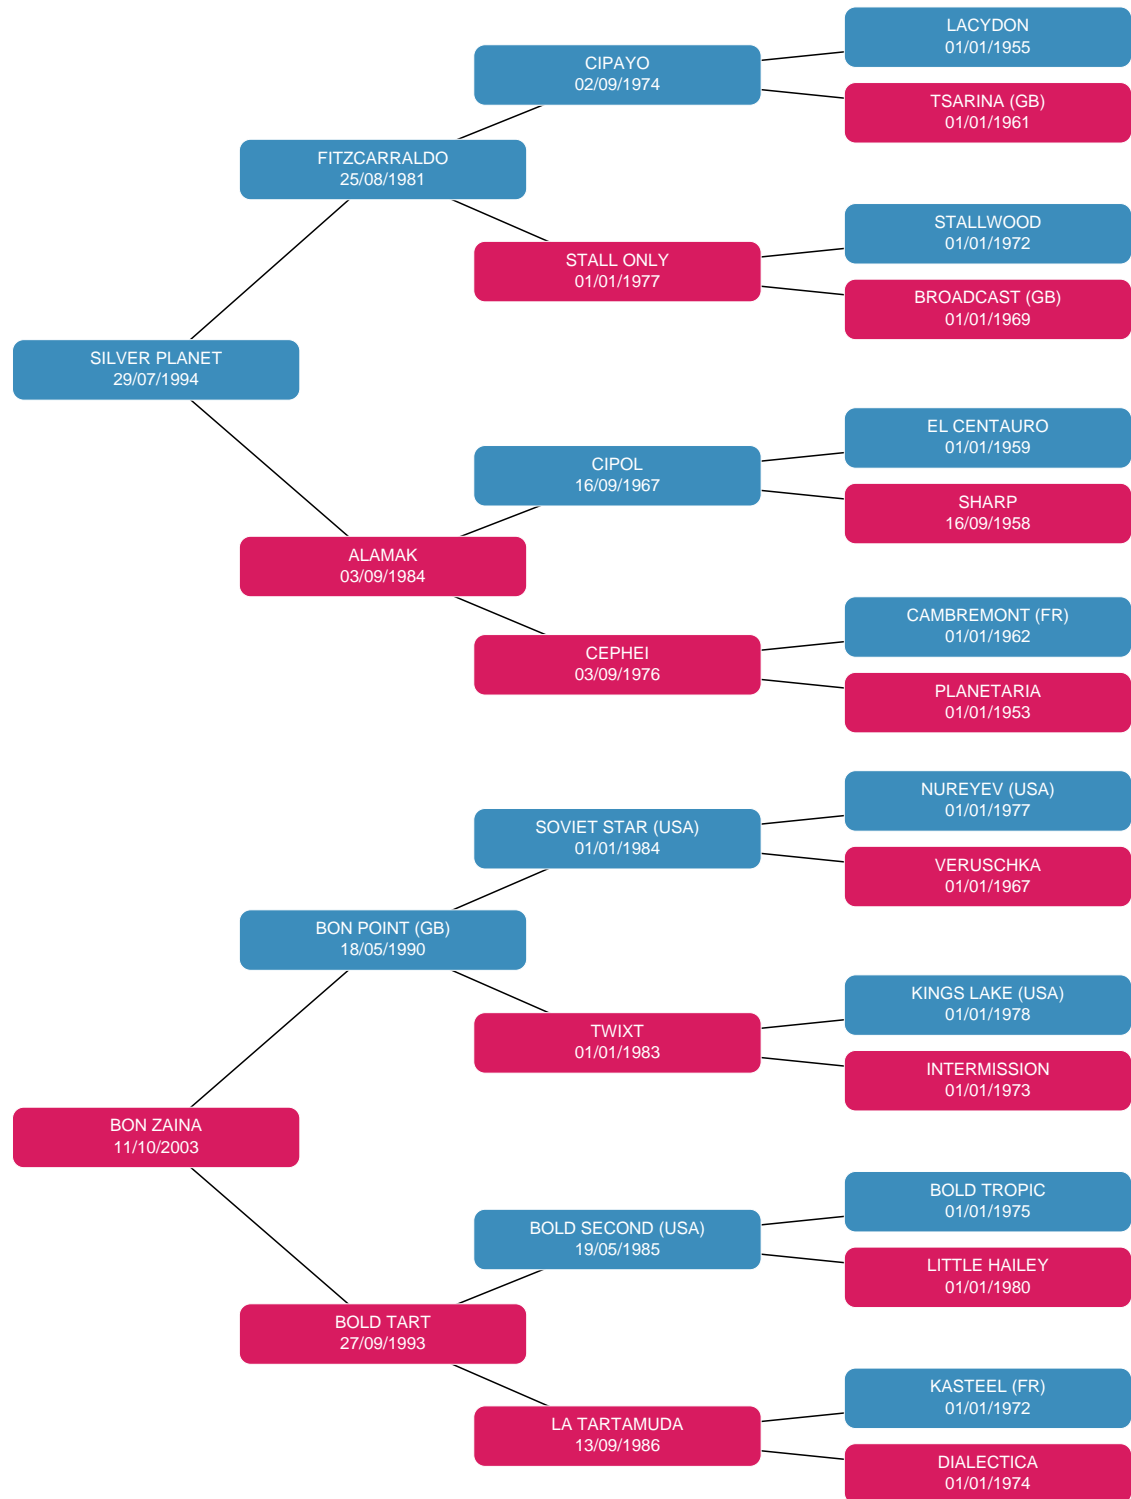 LACYDON
01/01/1955
CIPAYO
02/09/1974
TSARINA (GB)
01/01/1961
FITZCARRALDO
25/08/1981
STALLWOOD
01/01/1972
STALL ONLY
01/01/1977
BROADCAST (GB)
01/01/1969
SILVER PLANET
29/07/1994
EL CENTAURO
01/01/1959
CIPOL
16/09/1967
SHARP
16/09/1958
ALAMAK
03/09/1984
CAMBREMONT (FR)
01/01/1962
CEPHEI
03/09/1976
PLANETARIA
01/01/1953
NUREYEV (USA)
01/01/1977
SOVIET STAR (USA)
01/01/1984
VERUSCHKA
01/01/1967
BON POINT (GB)
18/05/1990
KINGS LAKE (USA)
01/01/1978
TWIXT
01/01/1983
INTERMISSION
01/01/1973
BON ZAINA
11/10/2003
BOLD TROPIC
01/01/1975
BOLD SECOND (USA)
19/05/1985
LITTLE HAILEY
01/01/1980
BOLD TART
27/09/1993
KASTEEL (FR)
01/01/1972
LA TARTAMUDA
13/09/1986
DIALECTICA
01/01/1974